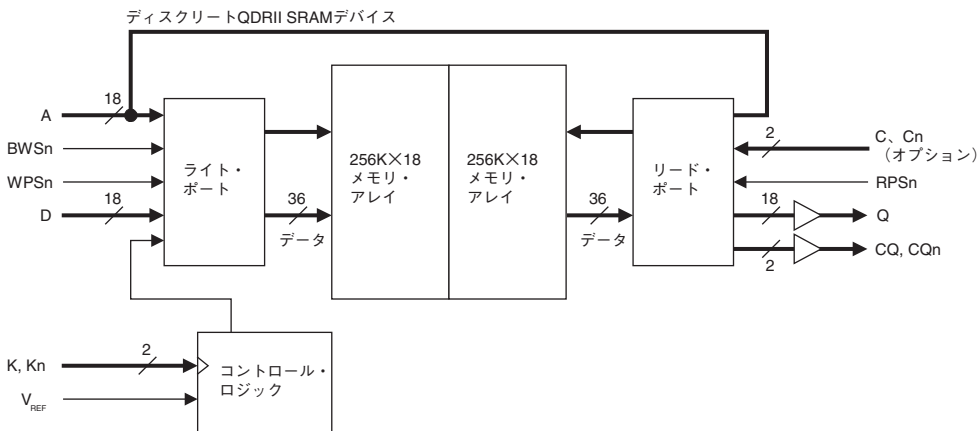 ディスクリートQDRII SRAMデバイス
A
18
BWSn
WPSn
D
18
ライト・
ポート
36
データ
256K×18
メモリ・
アレイ
256K×18
メモリ・
アレイ
36
データ
リード・
ポート
2
C、Cn
（オプション）
RPSn
18
Q
2
CQ, CQn
K, Kn
2
VREF
コントロール・
ロジック